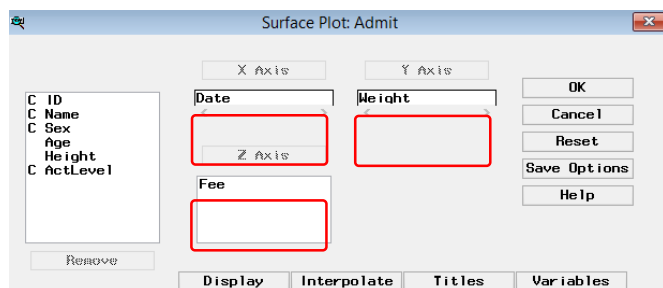 Surface Plot: Admit
X Axis
Y Axis
Date
Weight
C ID
C Name
C Sex
Age
Height
C ActLevel
Z Axis
Fee
OK
Cancel
Reset
Save Options
Help
Remove
Display
Interpolate
Titles
Variables